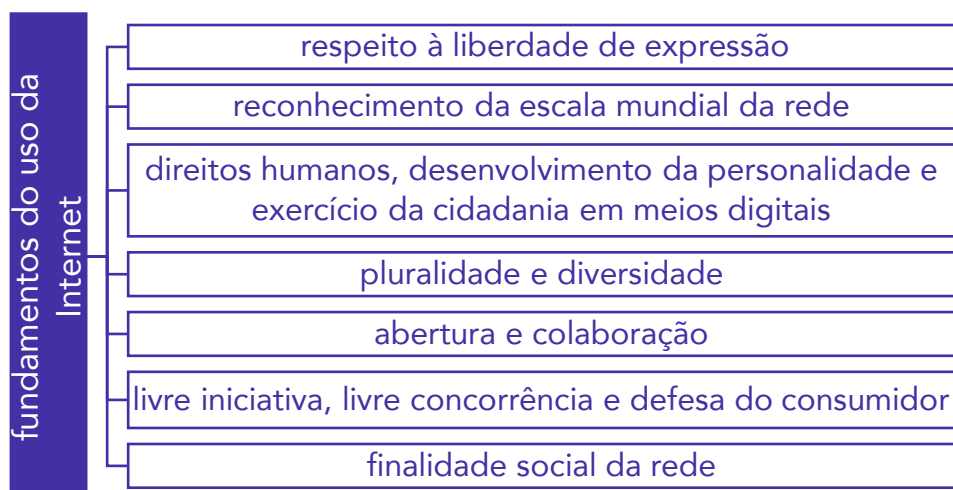 fundamentos do uso da
Internet
respeito à liberdade de expressão
reconhecimento da escala mundial da rede
direitos humanos, desenvolvimento da personalidade e
exercício da cidadania em meios digitais
pluralidade e diversidade
abertura e colaboração
livre iniciativa, livre concorrência e defesa do consumidor
finalidade social da rede